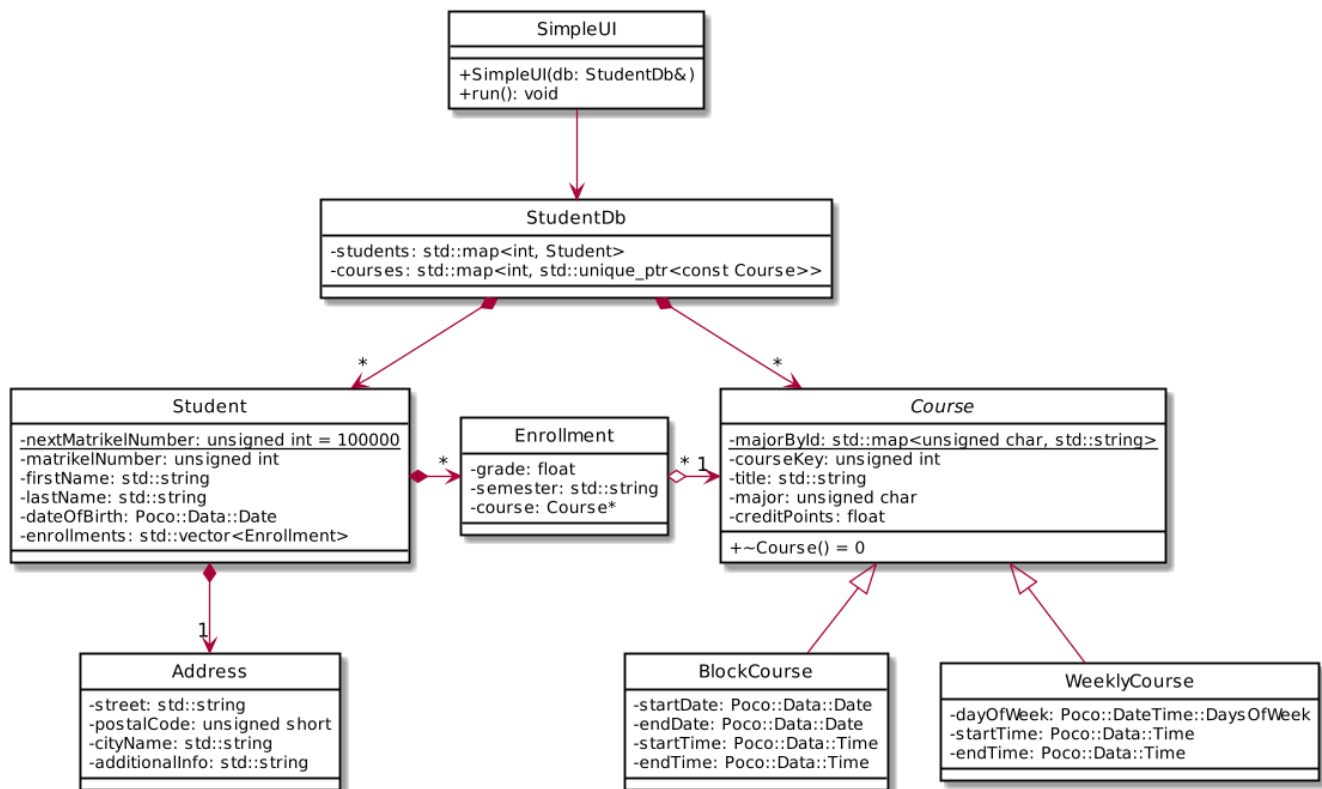 SimpleUI
+SimpleUI(db: StudentDb&)
+run(): void
StudentDb
-students: std::map<int, Student>
-courses: std::map<int, std::unique_ptr<const Course>>
*
*
Student
-nextMatrikelNumber: unsigned int = 100000
-matrikelNumber: unsigned int
-firstName: std::string
-lastName: std::string
-dateOfBirth: Poco::Data::Date
-enrollments: std::vector<Enrollment>
*
Enrollment
-grade: float
-semester: std::string
-course: Course*
* 1
Course
-majorById: std::map<unsigned char, std::string>
-courseKey: unsigned int
-title: std::string
-major: unsigned char
-creditPoints: float
+~Course() = 0
1
Address
-street: std::string
-postalCode: unsigned short
-cityName: std::string
-additionalInfo: std::string
BlockCourse
-startDate: Poco::Data::Date
-endDate: Poco::Data::Date
-startTime: Poco::Data::Time
-endTime: Poco::Data::Time
WeeklyCourse
-dayOfWeek: Poco::DateTime::DaysOfWeek
-startTime: Poco::Data::Time
-endTime: Poco::Data::Time